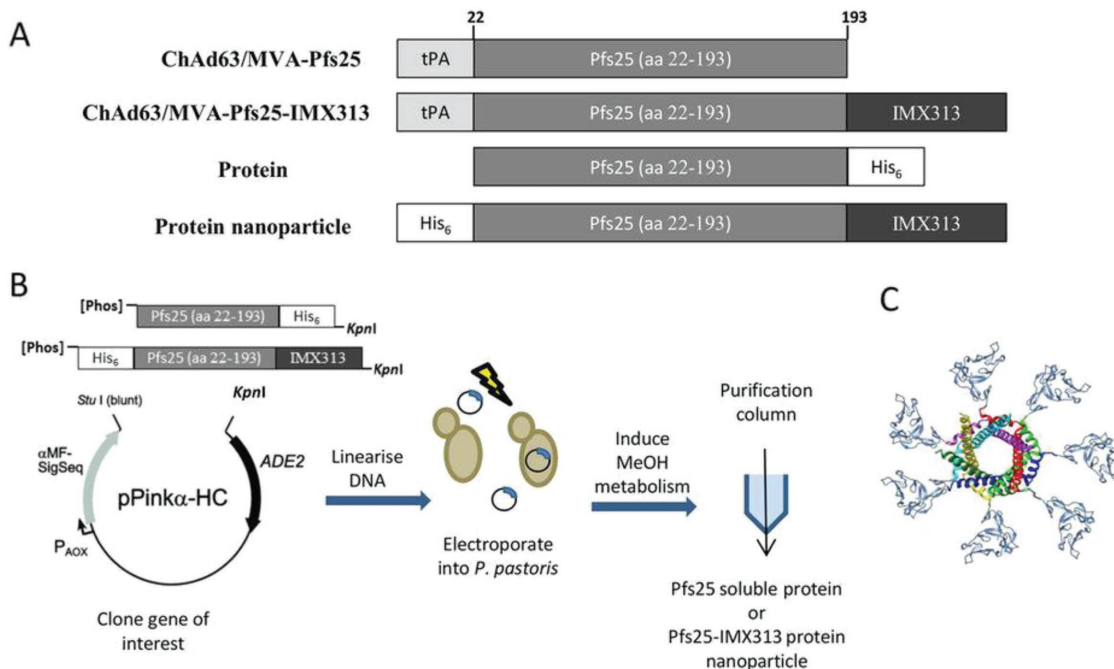 A
22 193
ChAd63/MVA-Pfs25 tPA Pfs25 (aa 22-193)
ChAd63/MVA-Pfs25-IMX313 tPA Pfs25 (aa 22-193) IMX313
Protein Pfs25 (aa 22-193) His6
Protein nanoparticle His6 Pfs25 (aa 22-193) IMX313
B
[Phos] Pfs25 (aa 22-193) His6 KpnI
[Phos] His6 Pfs25 (aa 22-193) IMX313 KpnI
Stu I (blunt)
KpnI
αMF-
SigSeq
ADE2
pPinkα-HC
PAOX
Clone gene of
interest
Linearise
DNA
Electroporate
into P. pastoris
Induce
MeOH
metabolism
Purification
column
Pfs25 soluble protein
or
Pfs25-IMX313 protein
nanoparticle
C